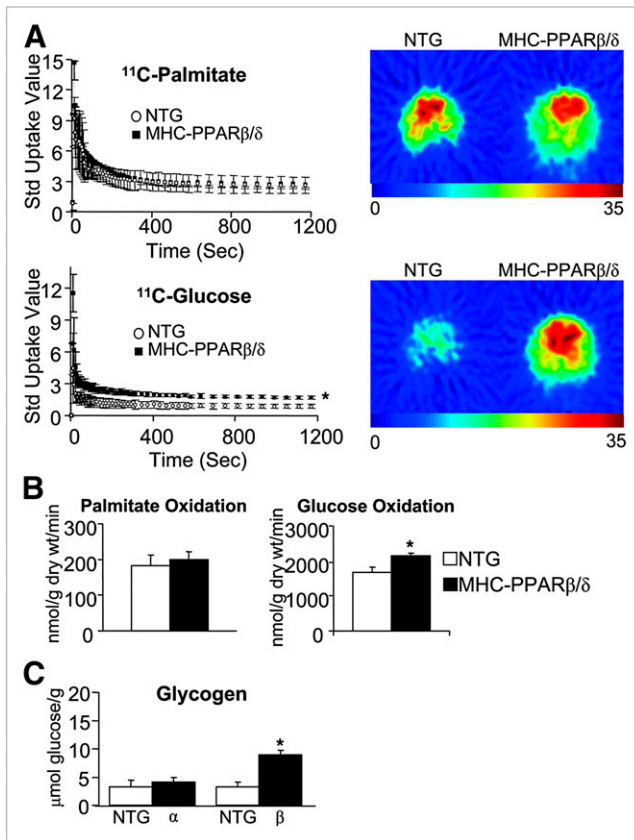 A
15
12
9
6
3
0
Std Uptake Value
¹¹C-Palmitate
NTG
MHC-PPARβ/δ
0 400 800 1200
Time (Sec)
NTG MHC-PPARβ/δ
0 35
12
9
6
3
0
Std Uptake Value
¹¹C-Glucose
NTG
MHC-PPARβ/δ
*
0 400 800 1200
Time (Sec)
NTG MHC-PPARβ/δ
0 35
B
Palmitate Oxidation
nmol/g dry wt/min
300
200
100
0
Glucose Oxidation
nmol/g dry wt/min
3000
2000
1000
0
*
NTG
MHC-PPARβ/δ
C
Glycogen
μmol glucose/g
20
15
10
5
0
*
NTG α NTG β